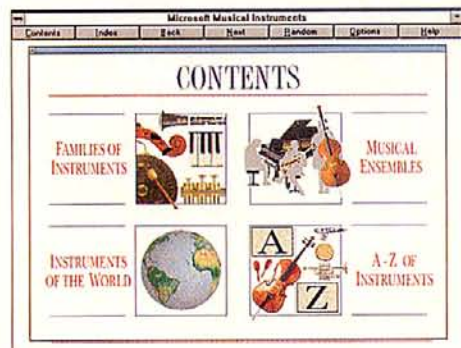 Microsoft Musical Instruments
Contents Index Back Next Random Options Help
CONTENTS
FAMILIES OF
INSTRUMENTS
MUSICAL
ENSEMBLES
INSTRUMENTS
OF THE WORLD
A
Z
A-Z OF
INSTRUMENTS